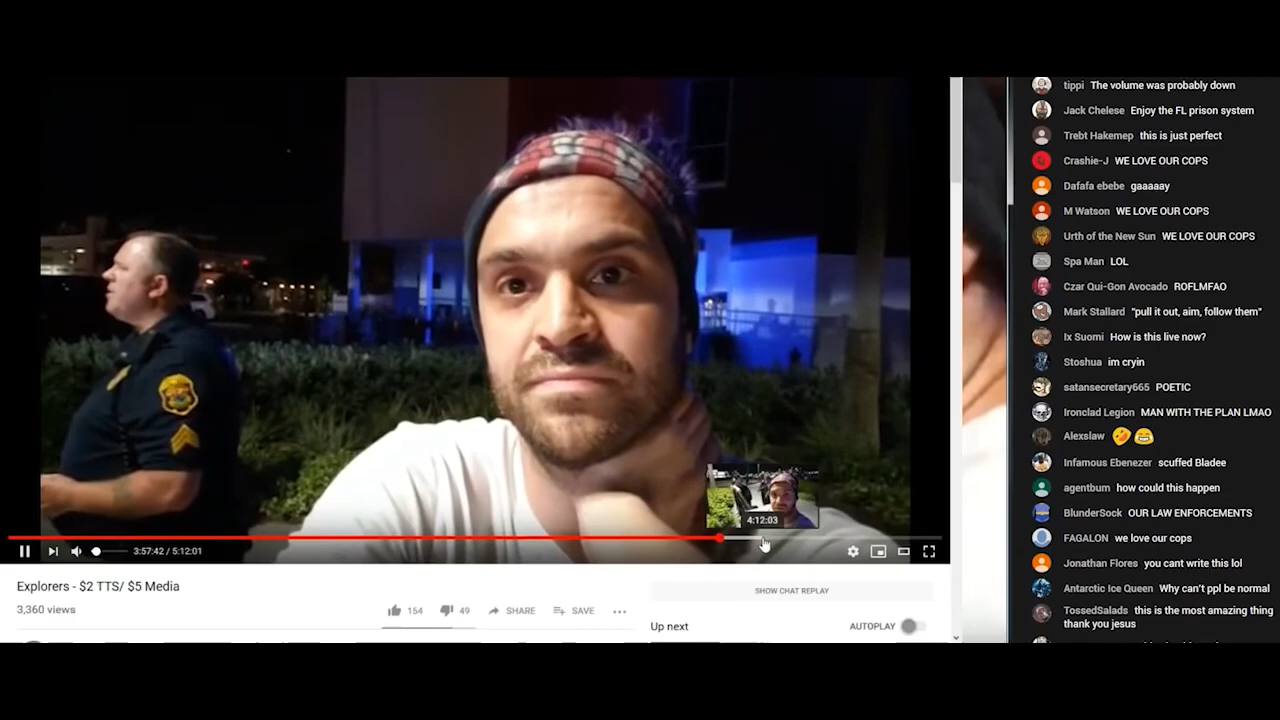 4:12:03
3:57:42 / 5:12:01
Explorers - $2 TTS/ $5 Media
3,360 views
154
49
SHARE
SAVE
SHOW CHAT REPLAY
Up next
AUTOPLAY
tippi The volume was probably down
Jack Chelese Enjoy the FL prison system
Trebt Hakemep this is just perfect
Crashie-J WE LOVE OUR COPS
Dafafa ebebe gaaaaay
M Watson WE LOVE OUR COPS
Urth of the New Sun WE LOVE OUR COPS
Spa Man LOL
Czar Qui-Gon Avocado ROFLMFAO
Mark Stallard "pull it out, aim, follow them"
Ix Suomi How is this live now?
Stoshua im cryin
satansecretary665 POETIC
Ironclad Legion MAN WITH THE PLAN LMAO
Alexslaw 🤣😂
Infamous Ebenezer scuffed Bladee
agentbum how could this happen
BlunderSock OUR LAW ENFORCEMENTS
FAGALON we love our cops
Jonathan Flores you cant write this lol
Antarctic Ice Queen Why can't ppl be normal
TossedSalads this is the most amazing thing
thank you jesus